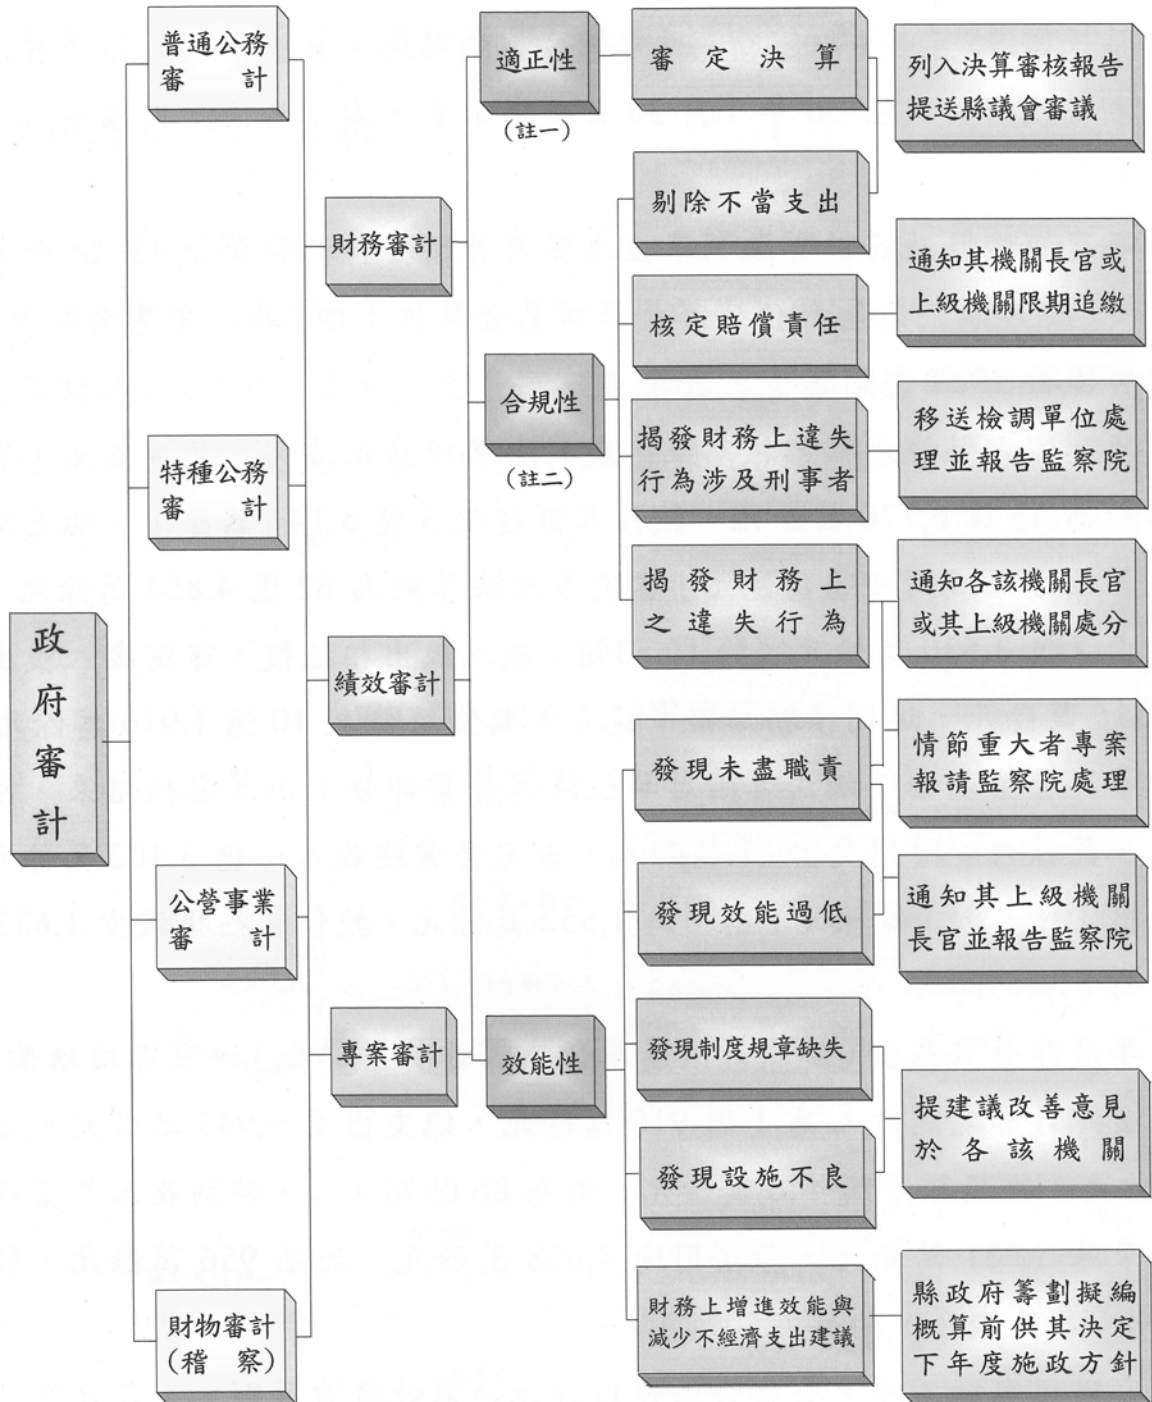 政
府
審
計
普通公務
審計
特種公務
審計
公營事業
審計
財物審計
(稽察)
財務審計
績效審計
專案審計
適正性
(註一)
合規性
(註二)
效能性
審定決算
剔除不當支出
核定賠償責任
揭發財務上違失
行為涉及刑事者
揭發財務上
之違失行為
發現未盡職責
發現效能過低
發現制度規章缺失
發現設施不良
財務上增進效能與
減少不經濟支出建議
列入決算審核報告
提送縣議會審議
通知其機關長官或
上級機關限期追繳
移送檢調單位處
理並報告監察院
通知各該機關長官
或其上級機關處分
情節重大者專案
報請監察院處理
通知其上級機關
長官並報告監察院
提建議改善意見
於各該機關
縣政府籌劃擬編
概算前供其決定
下年度施政方針